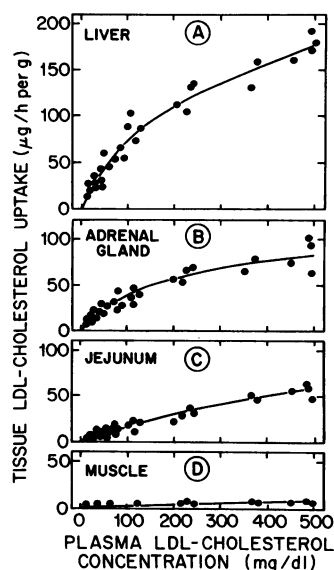 TISSUE LDL-CHOLESTEROL UPTAKE (μg/h per g)
LIVER
A
200
150
100
50
0
ADRENAL
GLAND
B
100
50
0
JEJUNUM
C
100
50
0
MUSCLE
D
50
0
0 100 200 300 400 500
PLASMA LDL-CHOLESTEROL
CONCENTRATION (mg/dl)